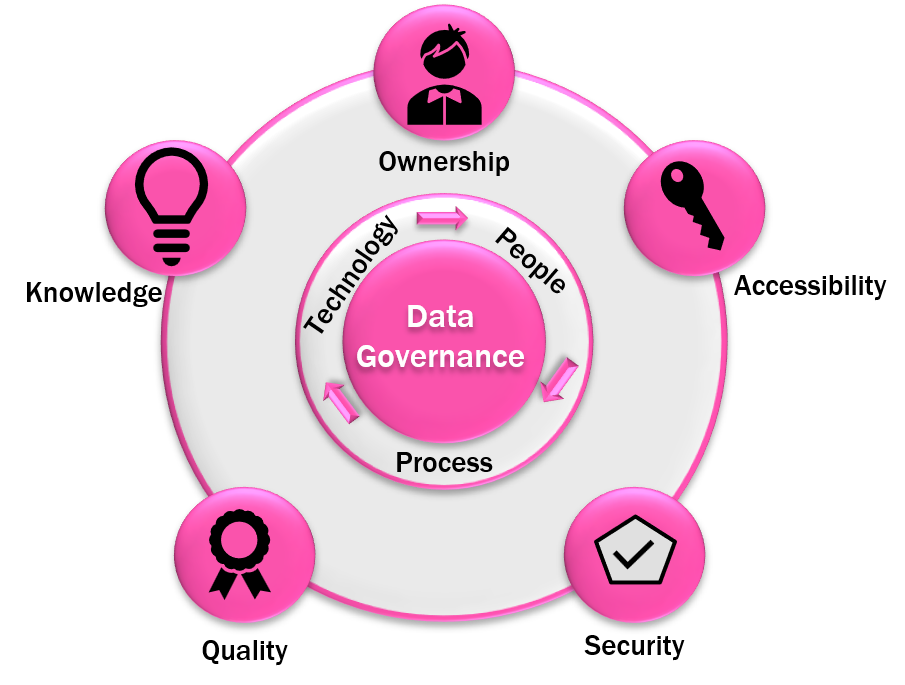 Ownership
Knowledge
Accessibility
Technology
People
Data
Governance
Process
Quality
Security